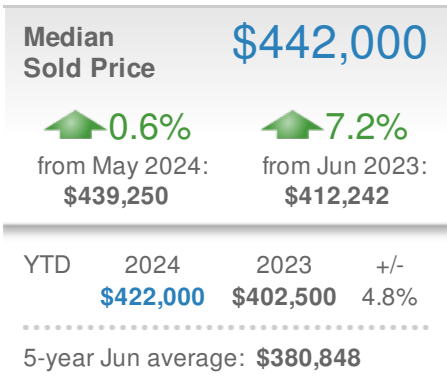 Median $442,000
Sold Price
0.6% 7.2%
from May 2024: from Jun 2023:
$439,250 $412,242
YTD 2024 2023 +/-
$422,000 $402,500 4.8%
5-year Jun average: $380,848